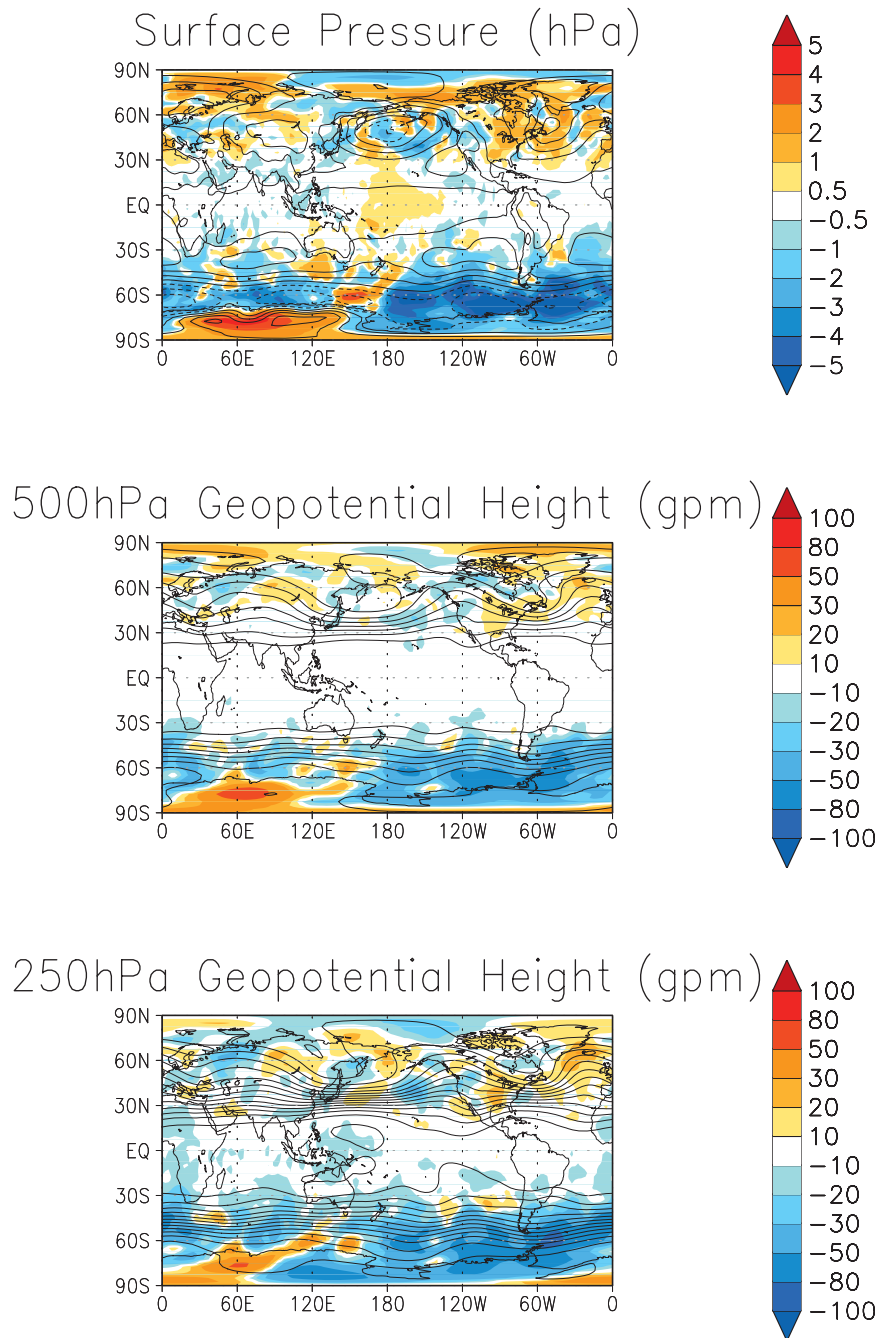 Surface Pressure (hPa)
90N
60N
30N
EQ
30S
60S
90S
0 60E 120E 180 120W 60W 0
5
4
3
2
1
0.5
−0.5
−1
−2
−3
−4
−5
500hPa Geopotential Height (gpm)
90N
60N
30N
EQ
30S
60S
90S
0 60E 120E 180 120W 60W 0
100
80
50
30
20
10
−10
−20
−30
−50
−80
−100
250hPa Geopotential Height (gpm)
90N
60N
30N
EQ
30S
60S
90S
0 60E 120E 180 120W 60W 0
100
80
50
30
20
10
−10
−20
−30
−50
−80
−100